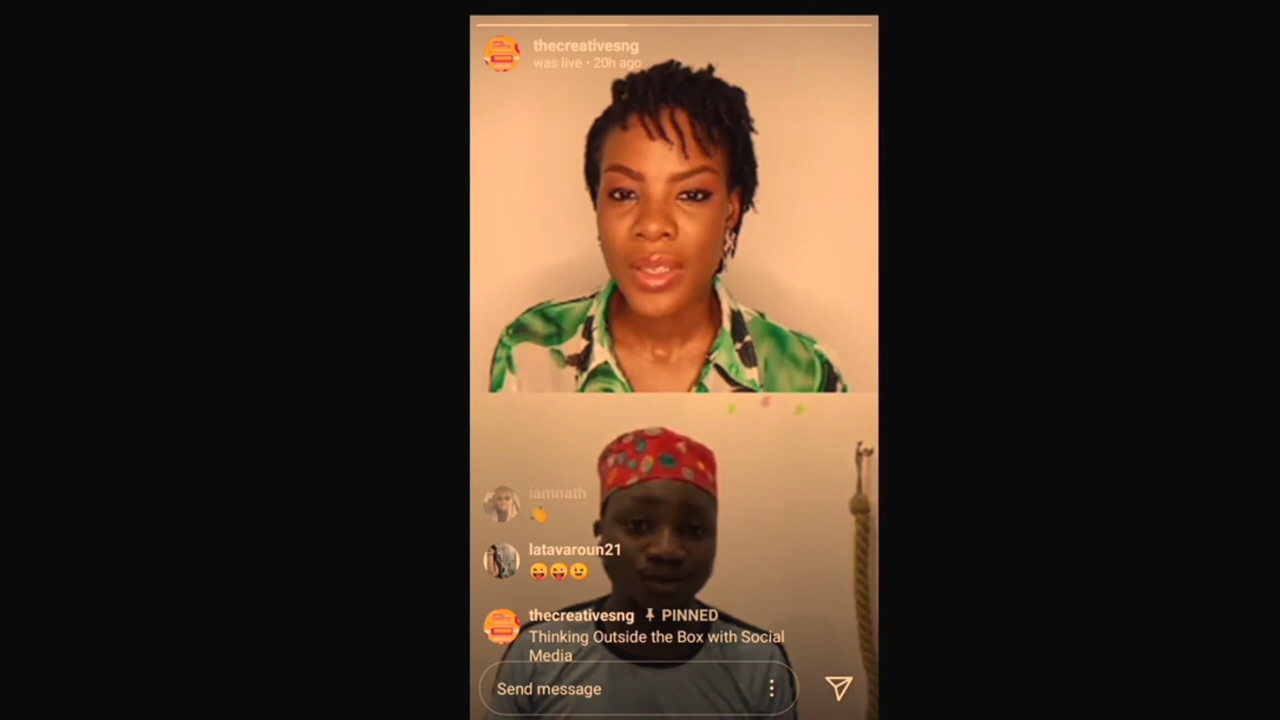 thecreativesng
was live • 20h ago
iamnath
👏
latavaroun21
😜😜😉
thecreativesng PINNED
Thinking Outside the Box with Social
Media
Send message